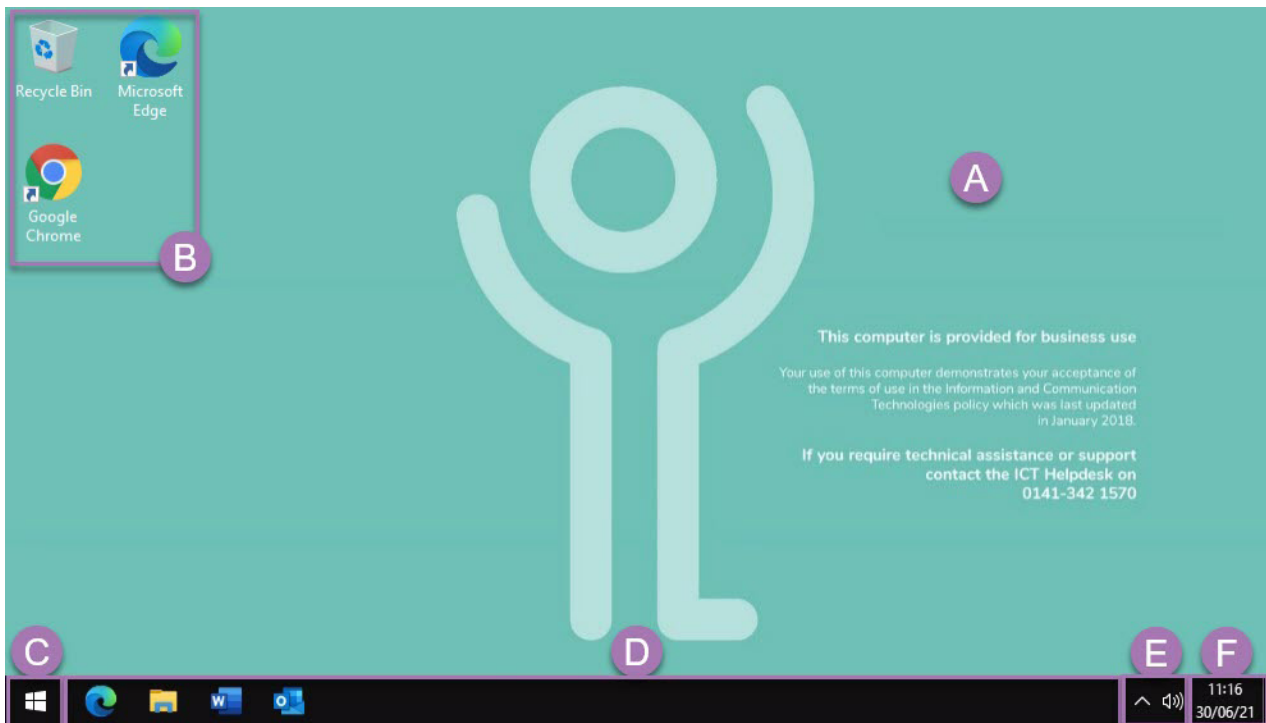 Recycle Bin
Microsoft
Edge
Google
Chrome
B
A
This computer is provided for business use
Your use of this computer demonstrates your acceptance of
the terms of use in the Information and Communication
Technologies policy which was last updated
in January 2018.
If you require technical assistance or support
contact the ICT Helpdesk on
0141-342 1570
C
D
E
F
W
11:16
30/06/21